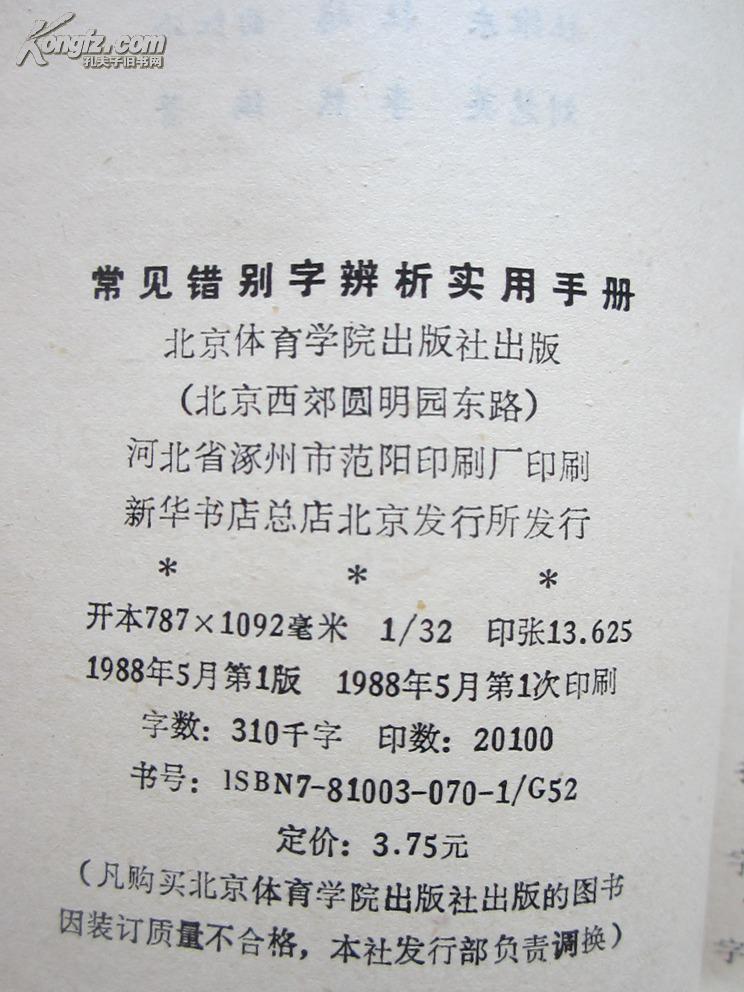 Kongfz.com
孔夫子旧书网
常见错别字辨析实用手册
北京体育学院出版社出版
(北京西郊圆明园东路)
河北省涿州市范阳印刷厂印刷
新华书店总店北京发行所发行
* * *
开本787×1092毫米 1/32 印张13.625
1988年5月第1版 1988年5月第1次印刷
字数：310千字 印数：20100
书号：ISBN7-81003-070-1/G52
定价：3.75元
(凡购买北京体育学院出版社出版的图书
因装订质量不合格，本社发行部负责调换)
字
字